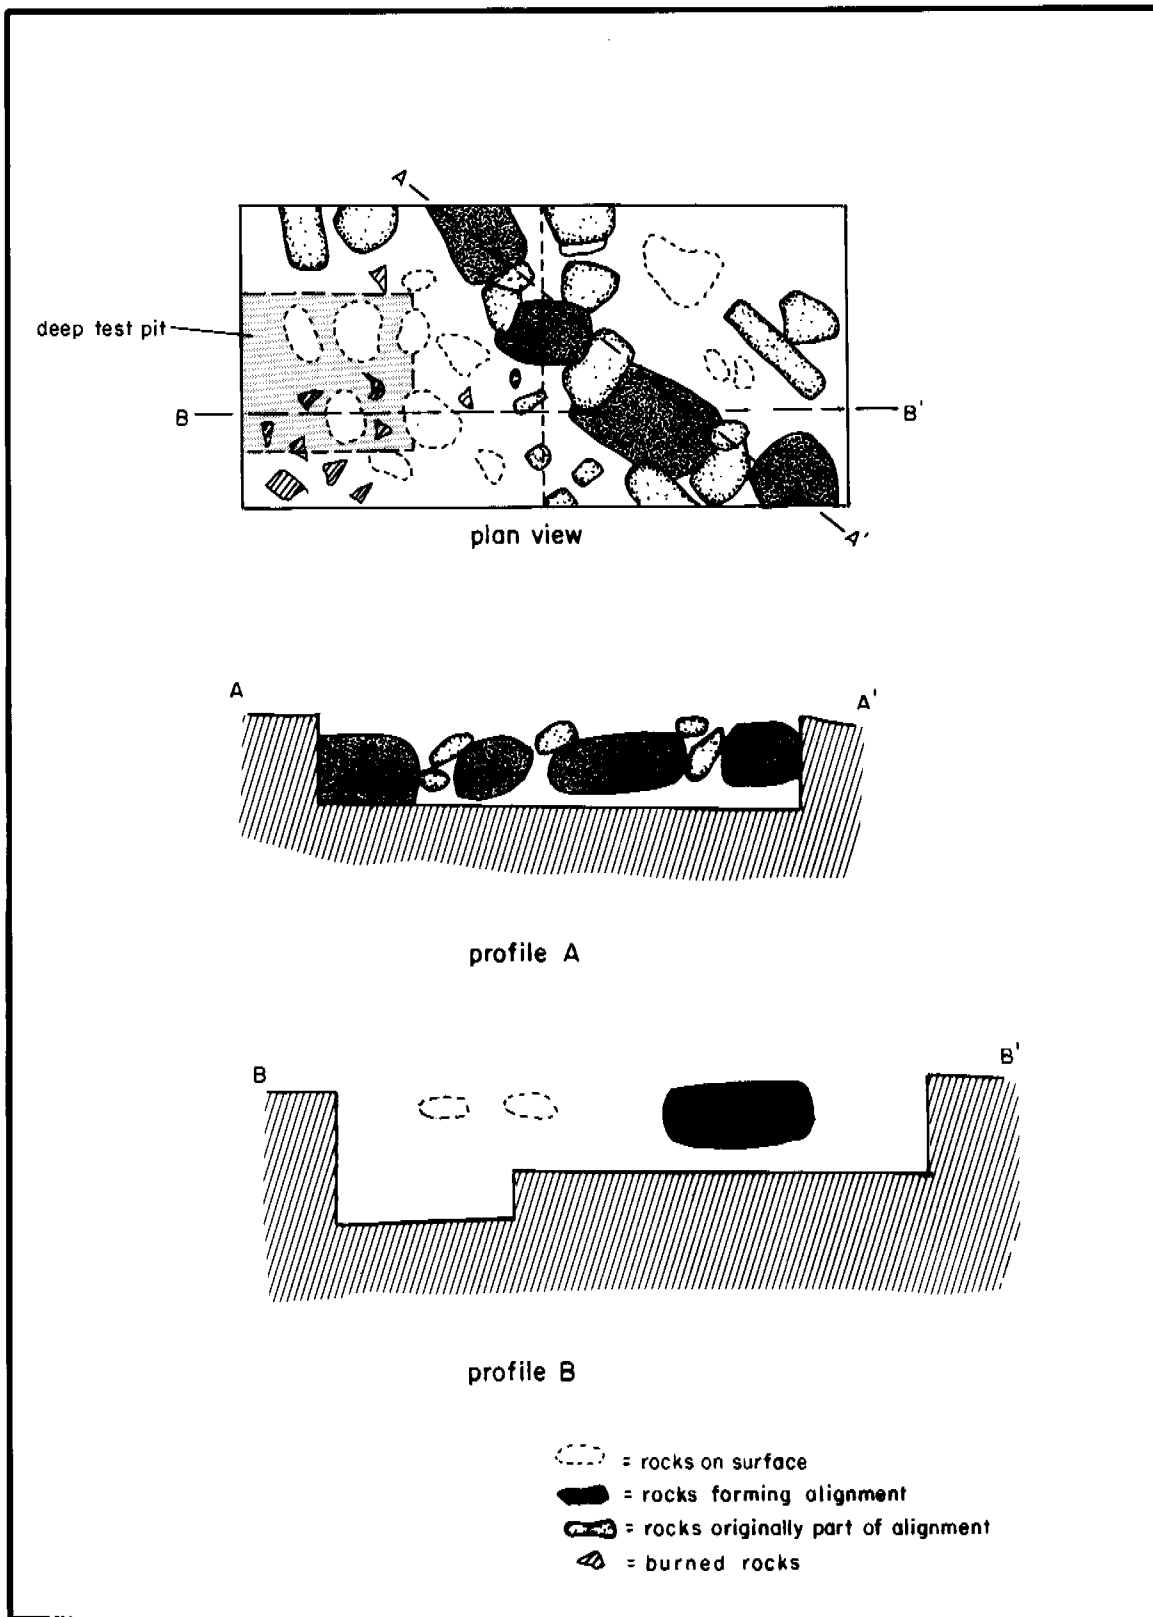 A
deep test pit
B
B'
A'
plan view
A
A'
profile A
B
B'
profile B
= rocks on surface
= rocks forming alignment
= rocks originally part of alignment
= burned rocks